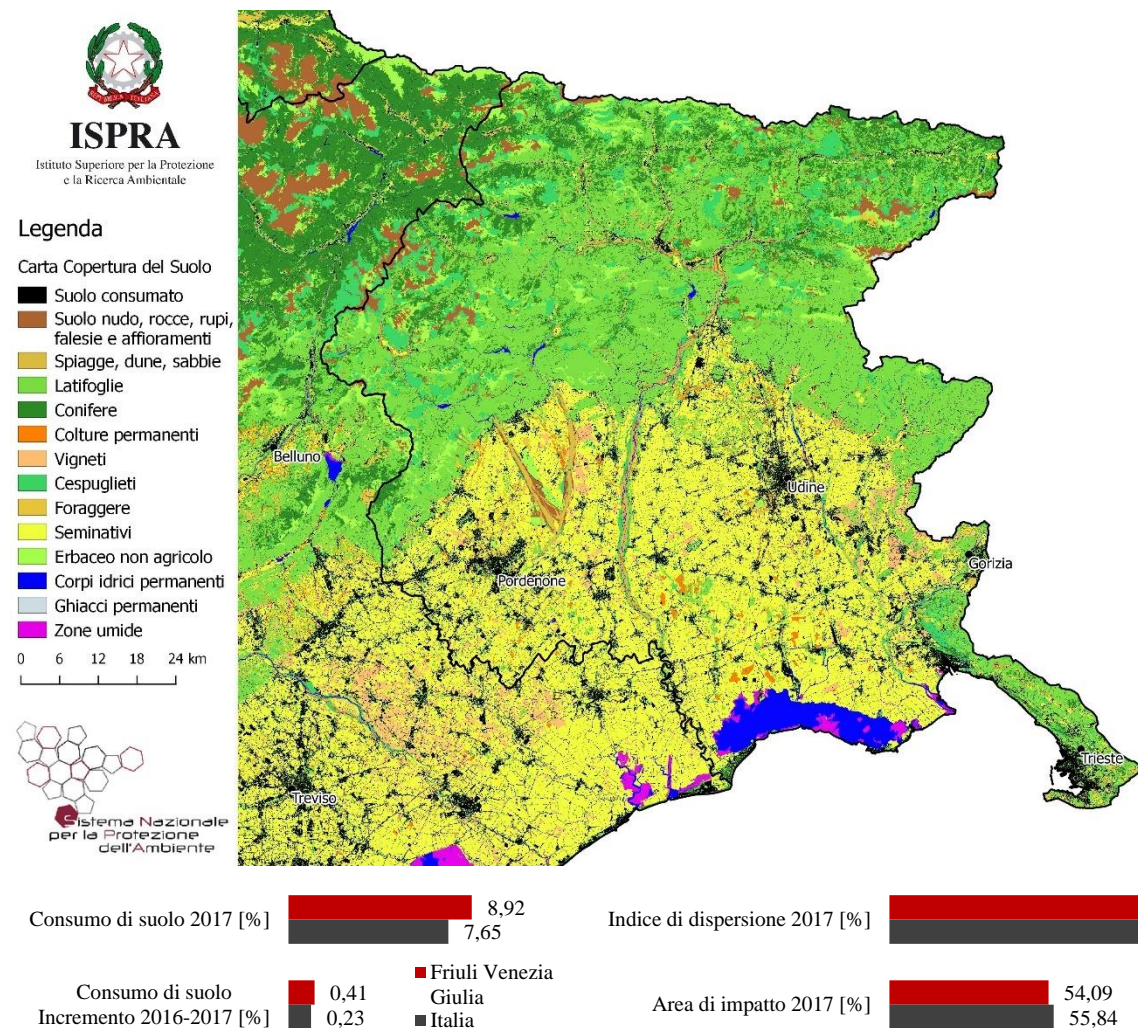 REPVBBLICA ITALIANA
ISPRA
Istituto Superiore per la Protezione
e la Ricerca Ambientale
Legenda
Carta Copertura del Suolo
Suolo consumato
Suolo nudo, rocce, rupi,
falesie e affioramenti
Spiagge, dune, sabbie
Latifoglie
Conifere
Colture permanenti
Vigneti
Cespuglieti
Foraggere
Seminativi
Erbaceo non agricolo
Corpi idrici permanenti
Ghiacci permanenti
Zone umide
0 6 12 18 24 km
Sistema Nazionale
per la Protezione
dell'Ambiente
Belluno
Udine
Pordenone
Gorizia
Treviso
Trieste
Consumo di suolo 2017 [%]
8,92
7,65
Indice di dispersione 2017 [%]
Consumo di suolo
Incremento 2016-2017 [%]
0,41
0,23
Friuli Venezia
Giulia
Italia
Area di impatto 2017 [%]
54,09
55,84